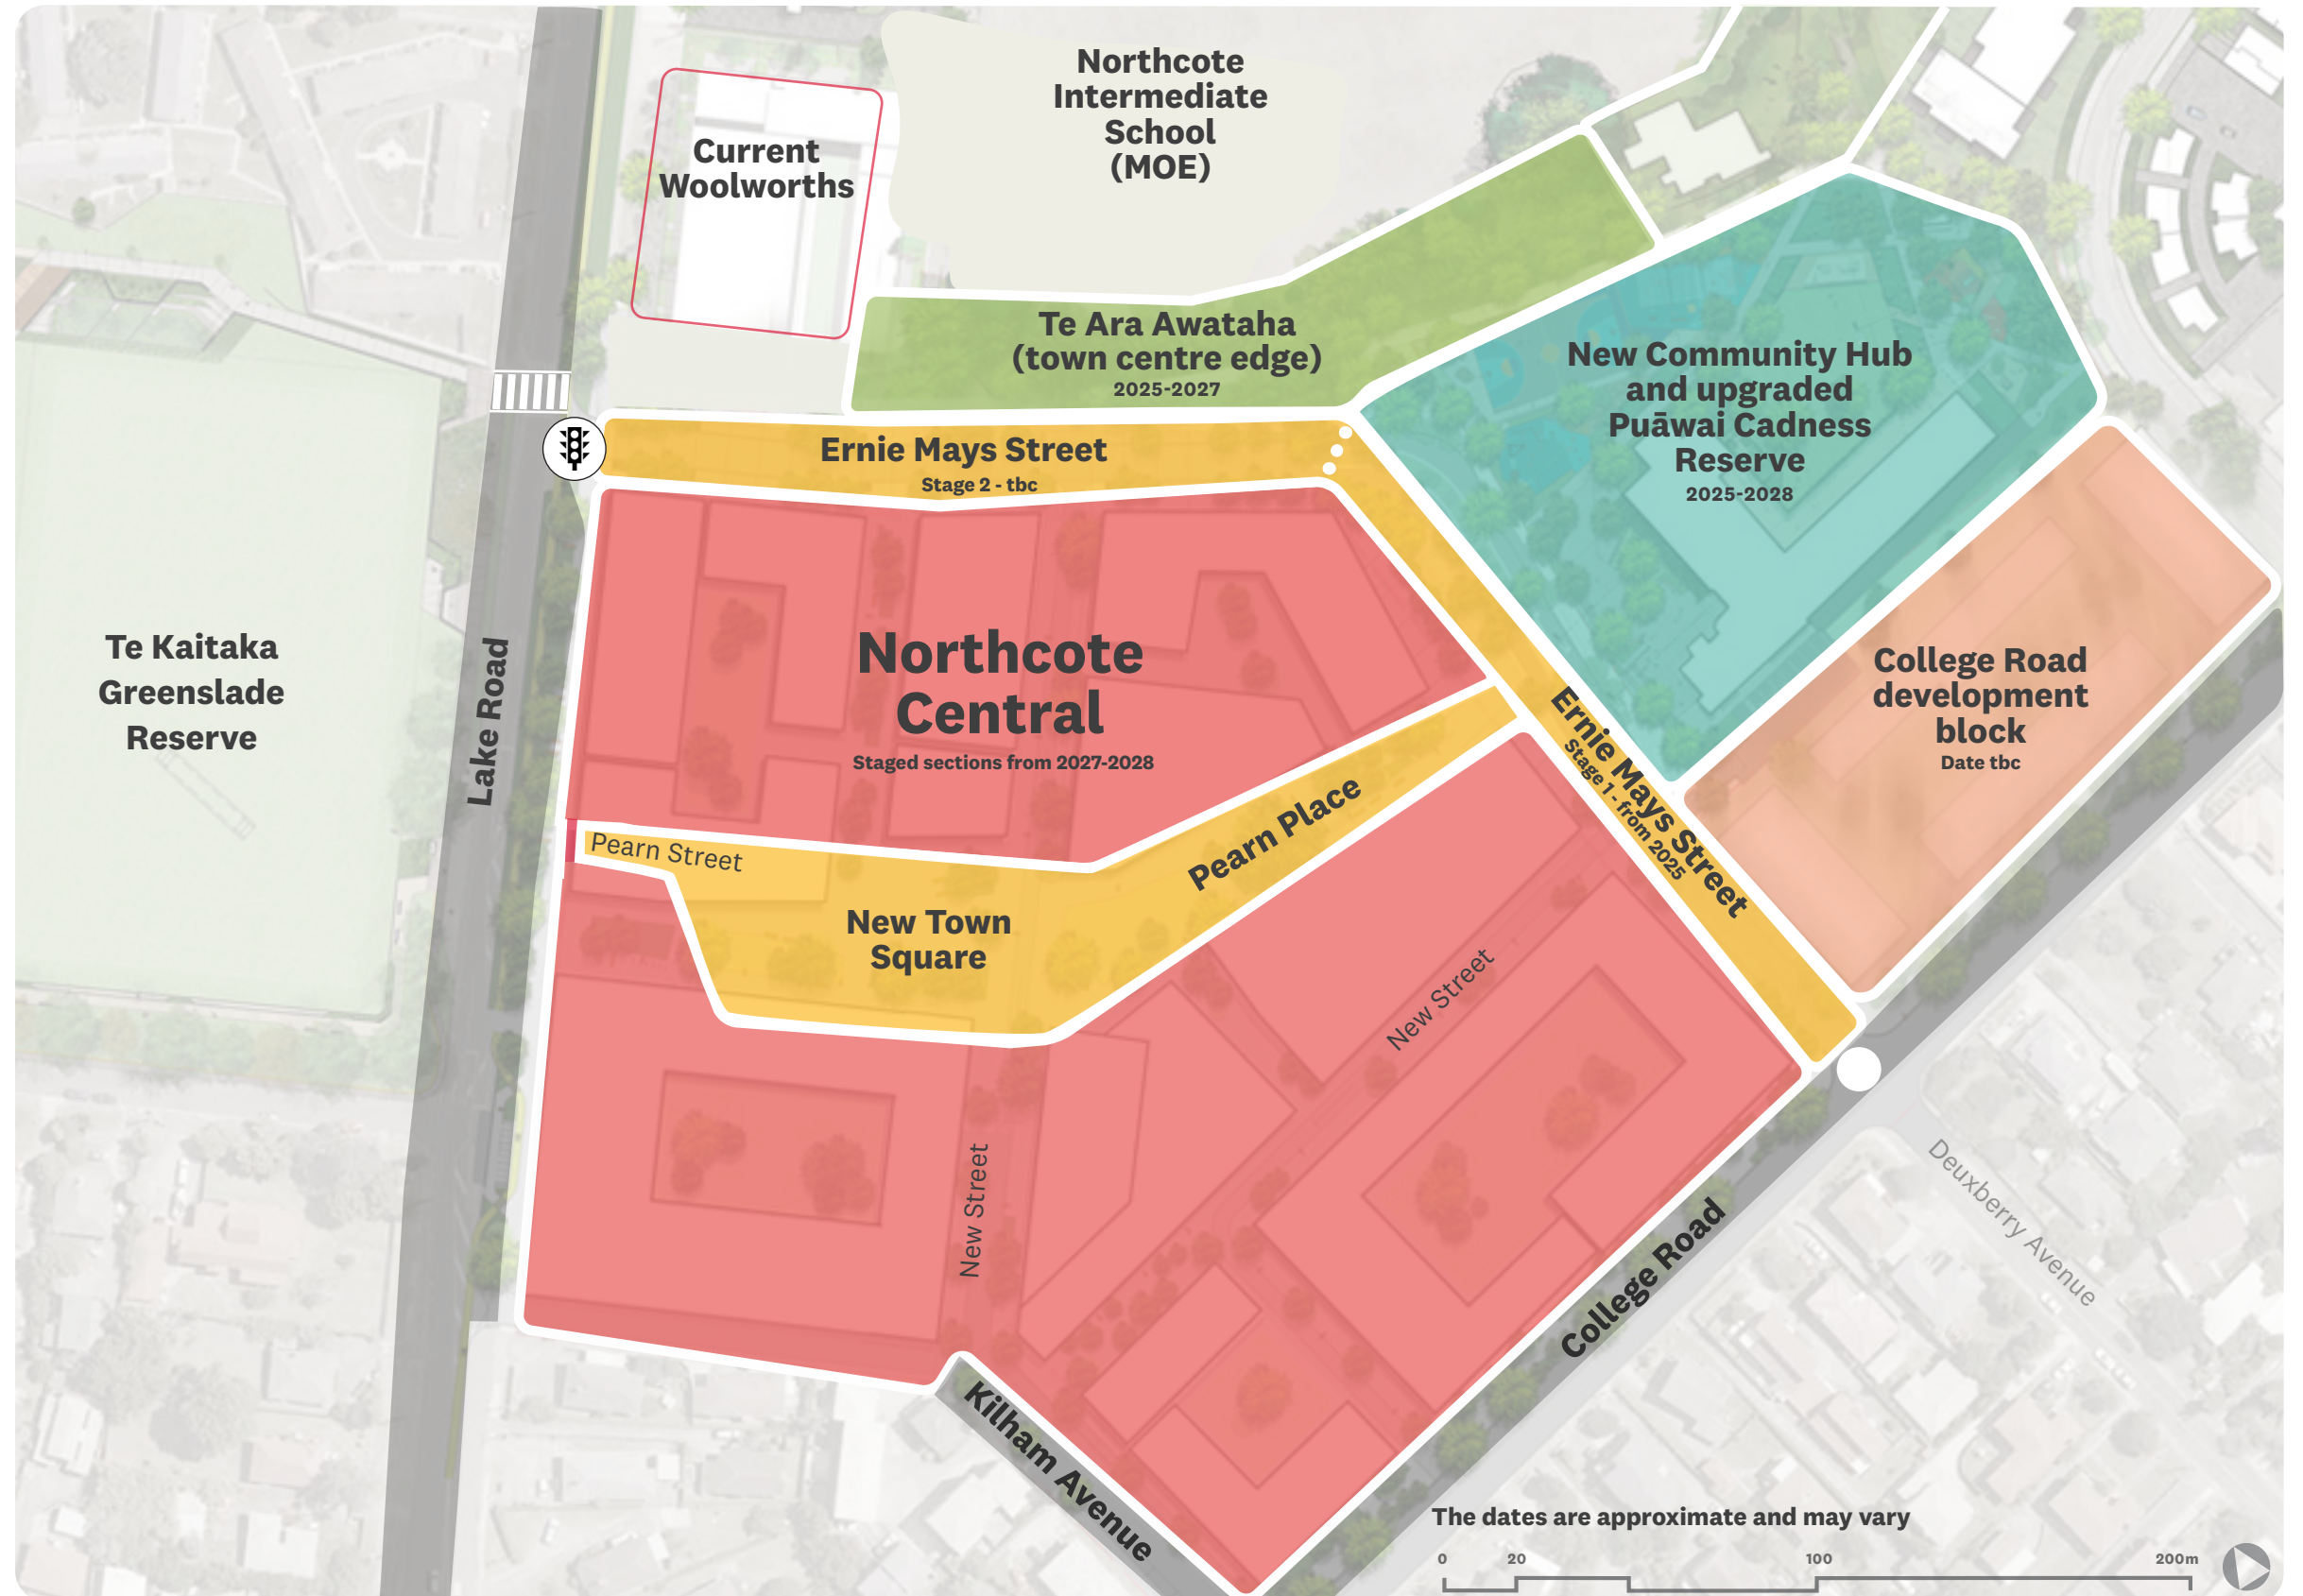 Northcote
Intermediate
School
(MOE)
Current
Woolworths
Te Ara Awataha
(town centre edge)
2025-2027
New Community Hub
and upgraded
Puāwai Cadness
Reserve
2025-2028
Ernie Mays Street
Stage 2 - tbc
Te Kaitaka
Greenslade
Reserve
Lake Road
Northcote
Central
Staged sections from 2027-2028
College Road
development
block
Date tbc
Ernie Mays Street
Stage 1 - from 2025
Pearn Street
Pearn Place
New Town
Square
New Street
New Street
Deuxberry Avenue
College Road
Kilham Avenue
The dates are approximate and may vary
0 20 100 200m